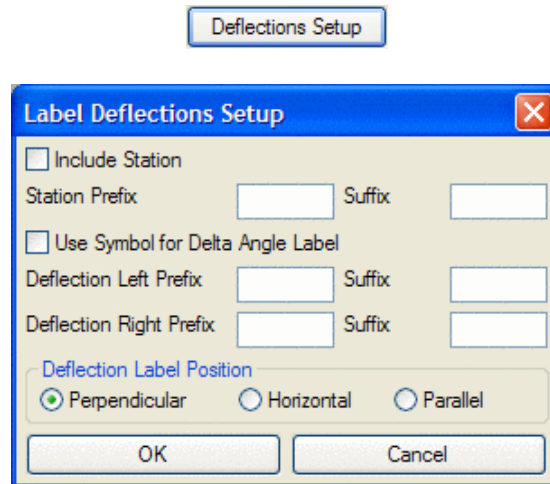 Deflections Setup
Label Deflections Setup
Include Station
Station Prefix Suffix
Use Symbol for Delta Angle Label
Deflection Left Prefix Suffix
Deflection Right Prefix Suffix
Deflection Label Position
Perpendicular Horizontal Parallel
OK Cancel